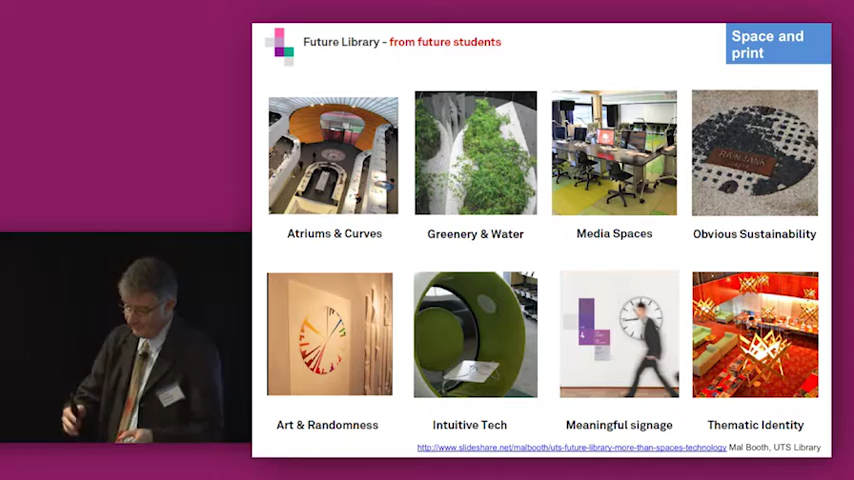 Future Library - from future students
Space and
print
Atriums & Curves
Greenery & Water
Media Spaces
Obvious Sustainability
Art & Randomness
Intuitive Tech
Meaningful signage
Thematic Identity
http://www.slideshare.net/malbooth/uts-future-library-more-than-spaces-technology Mal Booth, UTS Library